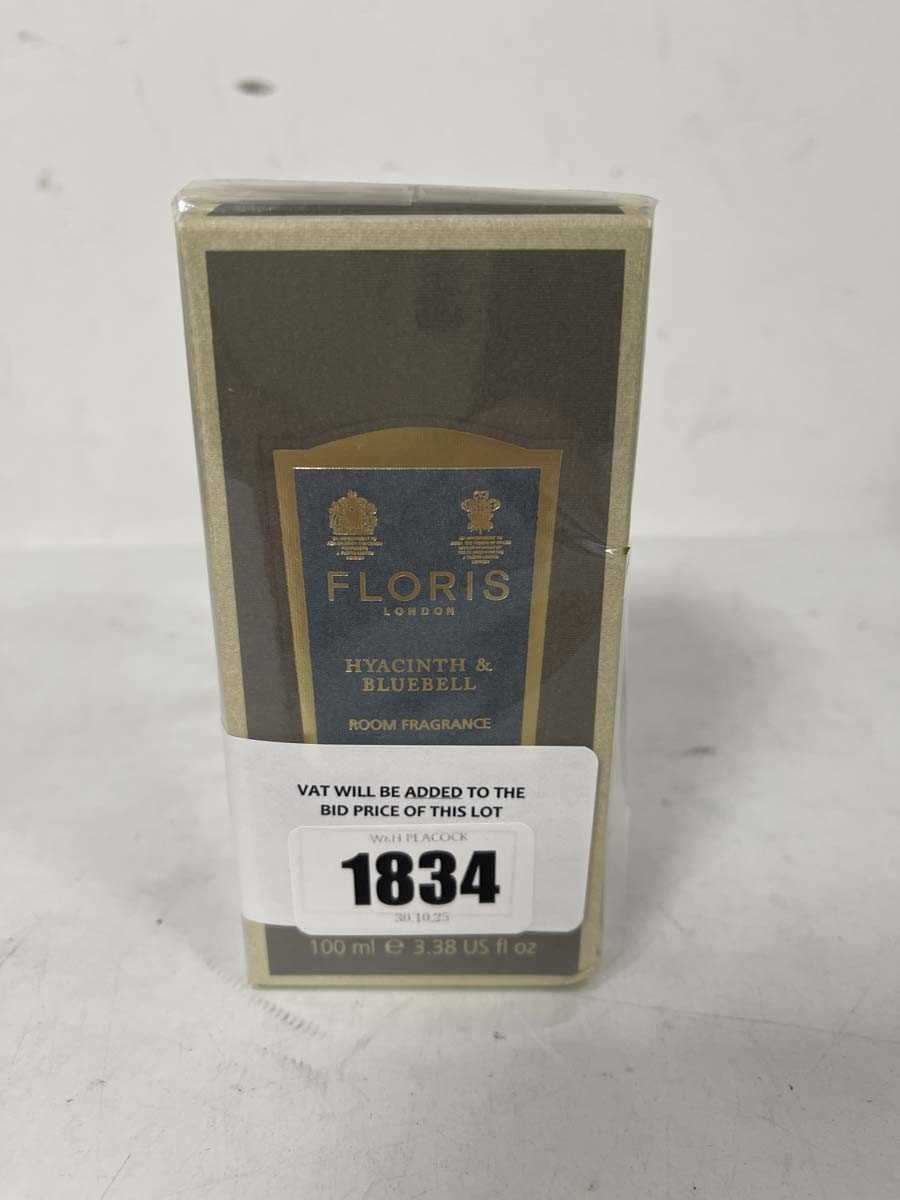 FLORIS
LONDON
HYACINTH &
BLUEBELL
ROOM FRAGRANCE
VAT WILL BE ADDED TO THE
BID PRICE OF THIS LOT
W&H PEACOCK
1834
30.10.25
100 ml ℮ 3.38 US fl oz